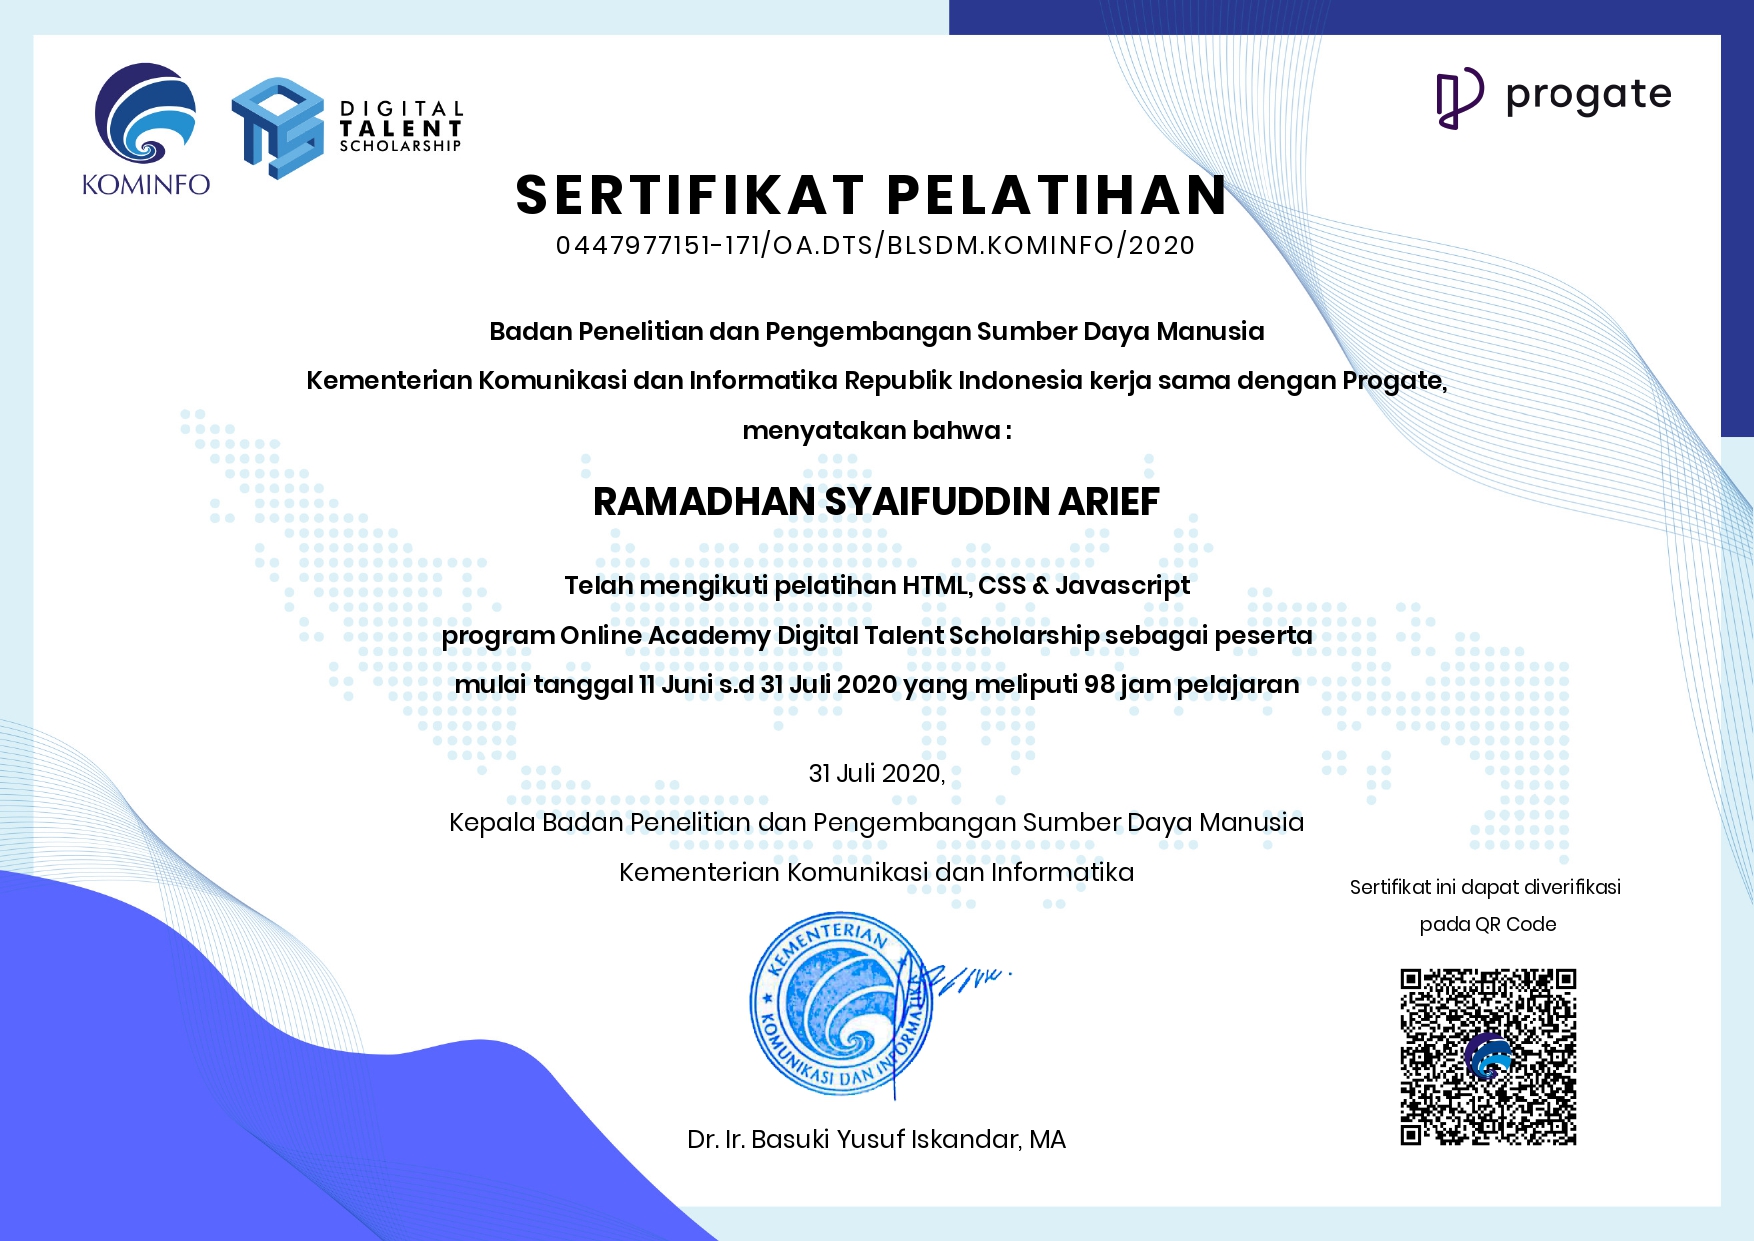 KOMINFO
DIGITAL
TALENT
SCHOLARSHIP
progate
SERTIFIKAT PELATIHAN
0447977151-171/OA.DTS/BLSDM.KOMINFO/2020
Badan Penelitian dan Pengembangan Sumber Daya Manusia
Kementerian Komunikasi dan Informatika Republik Indonesia kerja sama dengan Progate,
menyatakan bahwa :
RAMADHAN SYAIFUDDIN ARIEF
Telah mengikuti pelatihan HTML, CSS & Javascript
program Online Academy Digital Talent Scholarship sebagai peserta
mulai tanggal 11 Juni s.d 31 Juli 2020 yang meliputi 98 jam pelajaran
31 Juli 2020,
Kepala Badan Penelitian dan Pengembangan Sumber Daya Manusia
Kementerian Komunikasi dan Informatika
Sertifikat ini dapat diverifikasi
pada QR Code
KEMENTERIAN
KOMUNIKASI DAN INFORMATIKA
Dr. Ir. Basuki Yusuf Iskandar, MA